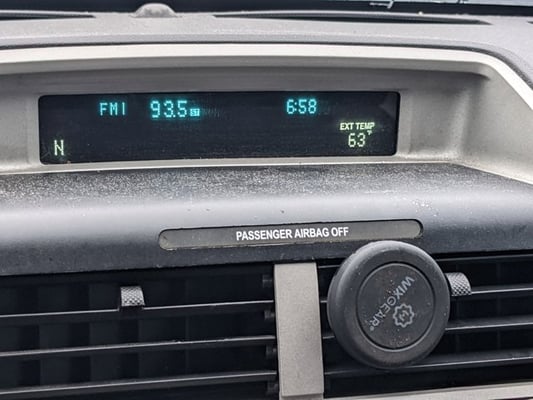 FM1 93.5 6:58
EXT TEMP
N 63°F
PASSENGER AIRBAG OFF
WIXGEAR